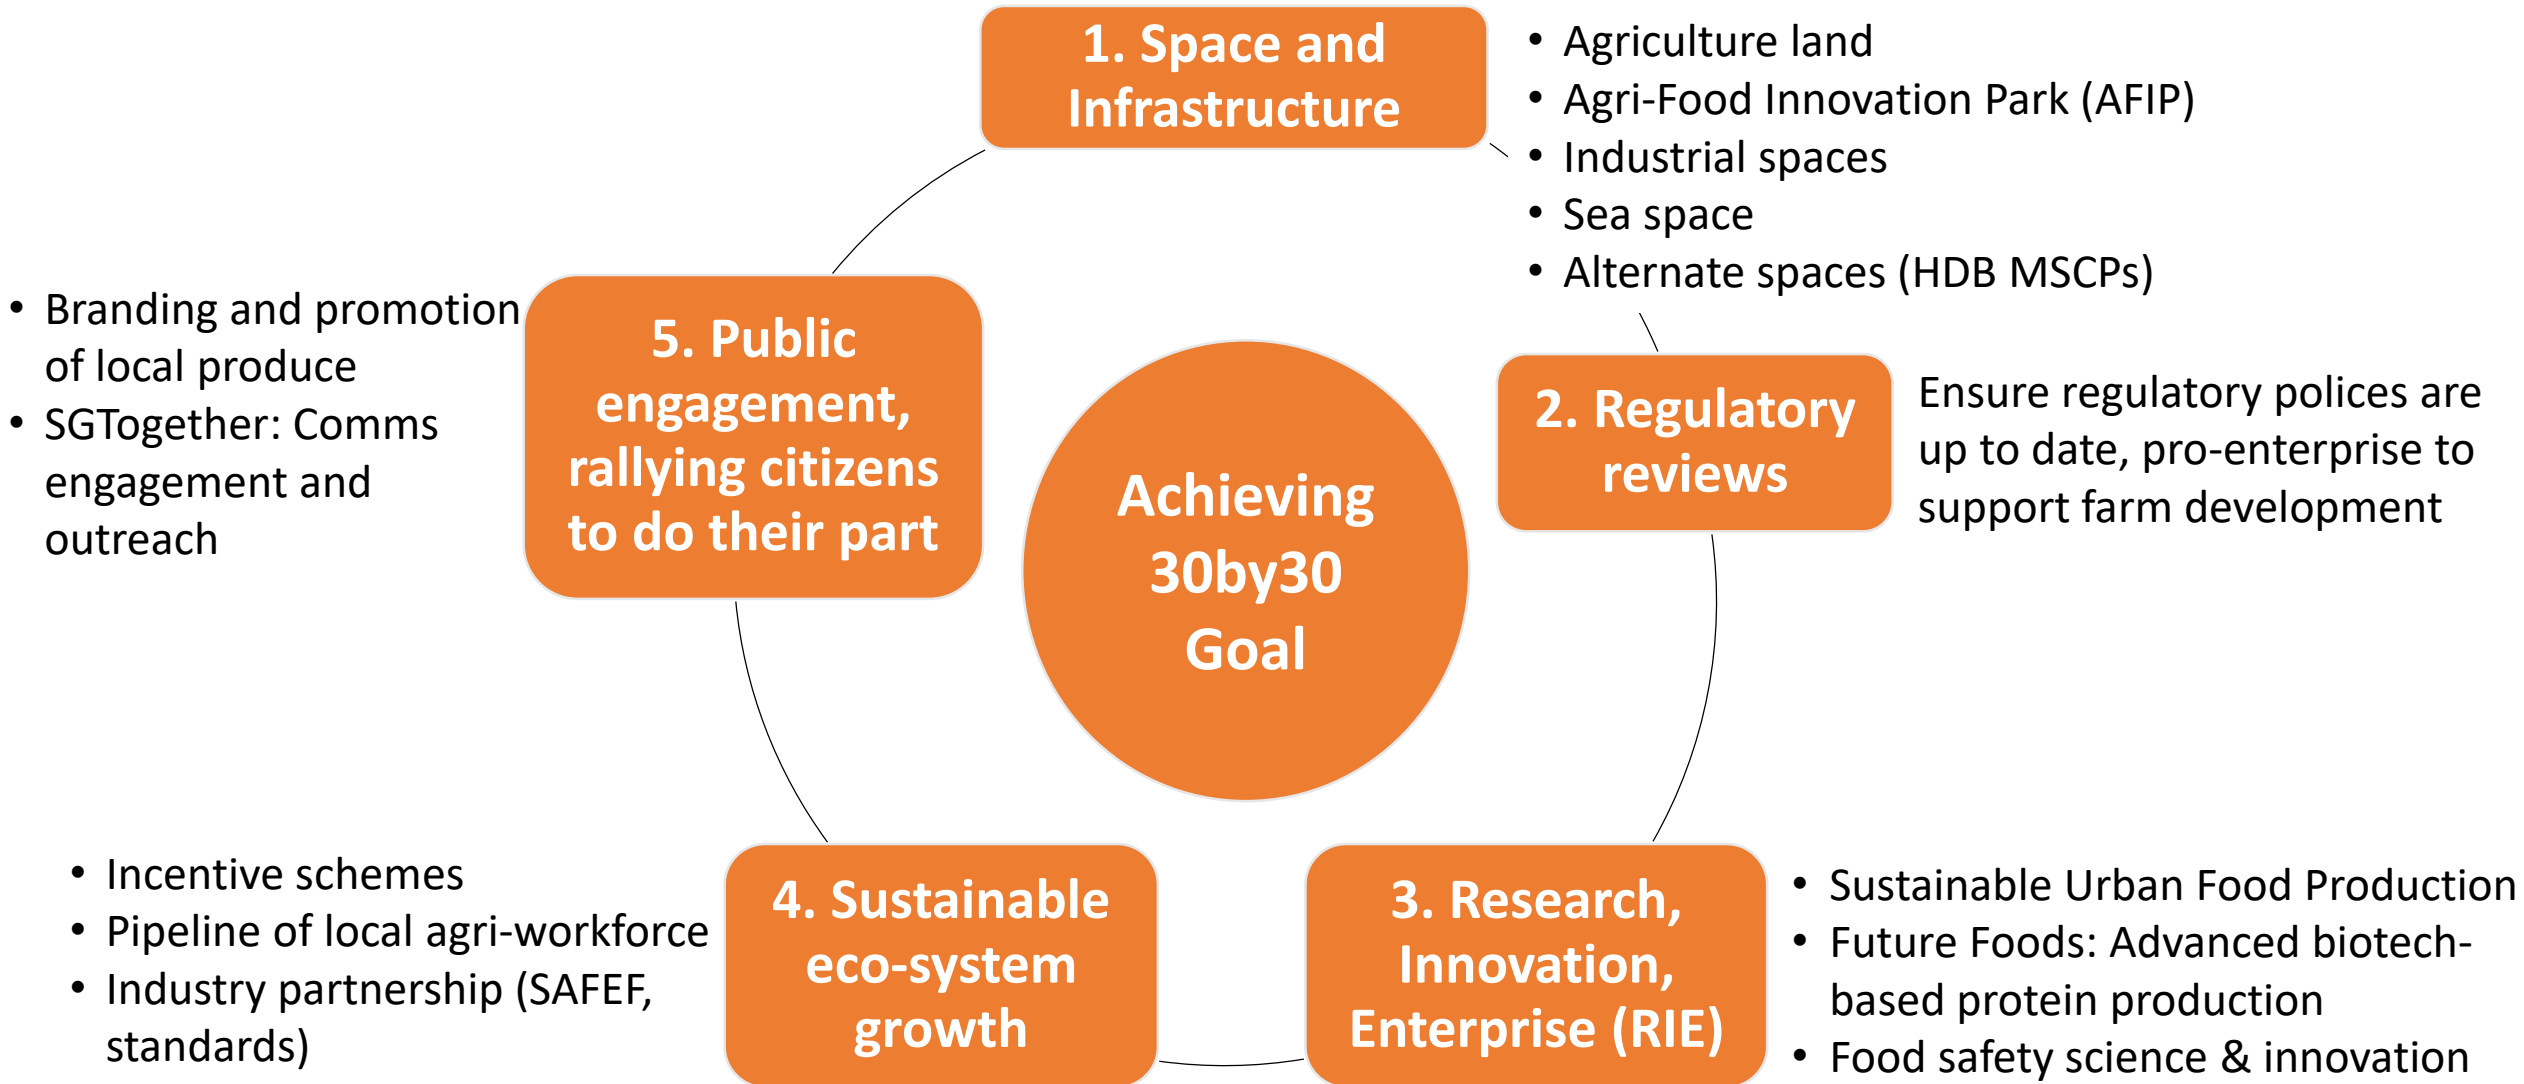 1. Space and
Infrastructure
• Agriculture land
• Agri-Food Innovation Park (AFIP)
• Industrial spaces
• Sea space
• Alternate spaces (HDB MSCPs)
2. Regulatory
reviews
Ensure regulatory polices are
up to date, pro-enterprise to
support farm development
3. Research,
Innovation,
Enterprise (RIE)
• Sustainable Urban Food Production
• Future Foods: Advanced biotech-
based protein production
• Food safety science & innovation
4. Sustainable
eco-system
growth
• Incentive schemes
• Pipeline of local agri-workforce
• Industry partnership (SAFEF,
standards)
5. Public
engagement,
rallying citizens
to do their part
• Branding and promotion
of local produce
• SGTogether: Comms
engagement and
outreach
Achieving
30by30
Goal